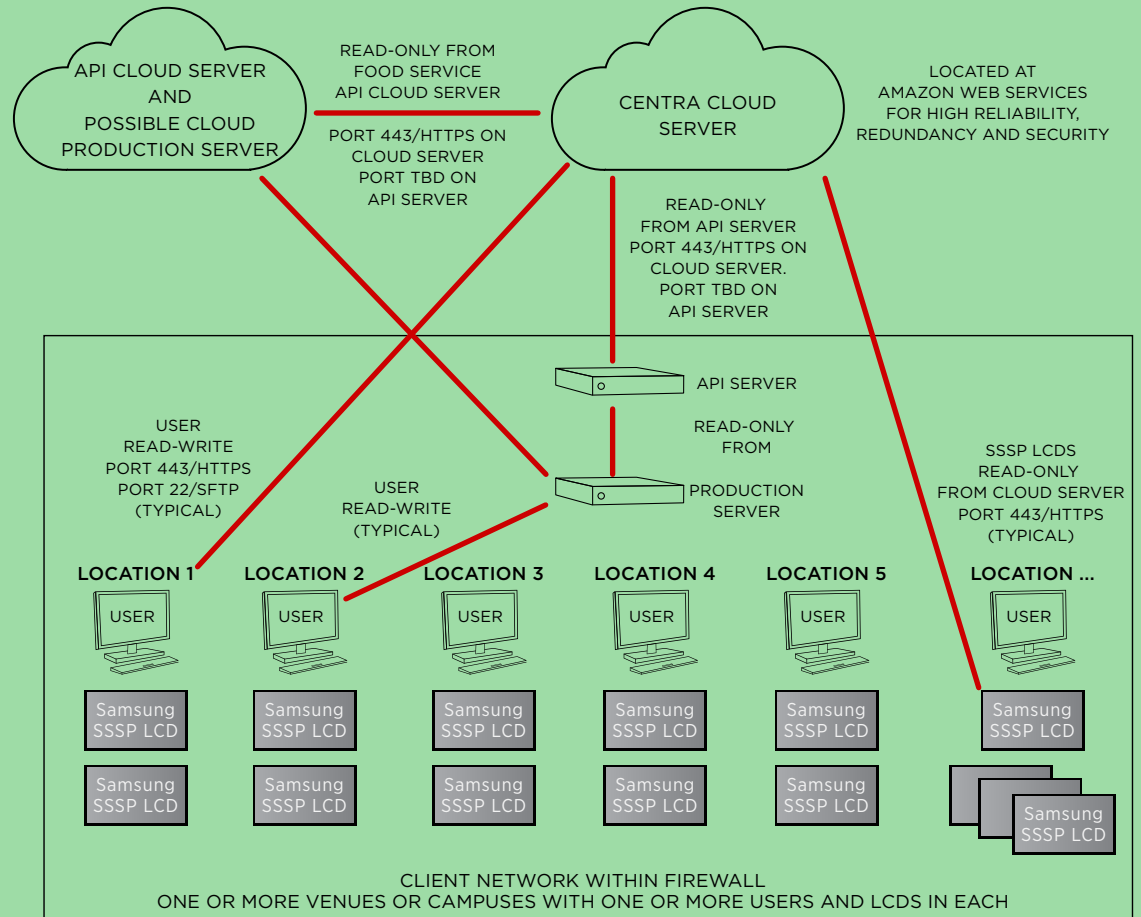 API CLOUD SERVER
AND
POSSIBLE CLOUD
PRODUCTION SERVER
READ-ONLY FROM
FOOD SERVICE
API CLOUD SERVER
PORT 443/HTTPS ON
CLOUD SERVER
PORT TBD ON
API SERVER
CENTRA CLOUD
SERVER
LOCATED AT
AMAZON WEB SERVICES
FOR HIGH RELIABILITY,
REDUNDANCY AND SECURITY
READ-ONLY
FROM API SERVER
PORT 443/HTTPS ON
CLOUD SERVER.
PORT TBD ON
API SERVER
API SERVER
READ-ONLY
FROM
PRODUCTION
SERVER
USER
READ-WRITE
PORT 443/HTTPS
PORT 22/SFTP
(TYPICAL)
USER
READ-WRITE
(TYPICAL)
SSSP LCDS
READ-ONLY
FROM CLOUD SERVER
PORT 443/HTTPS
(TYPICAL)
LOCATION 1
LOCATION 2
LOCATION 3
LOCATION 4
LOCATION 5
LOCATION ...
USER
USER
USER
USER
USER
USER
Samsung
SSSP LCD
Samsung
SSSP LCD
Samsung
SSSP LCD
Samsung
SSSP LCD
Samsung
SSSP LCD
Samsung
SSSP LCD
Samsung
SSSP LCD
Samsung
SSSP LCD
Samsung
SSSP LCD
Samsung
SSSP LCD
Samsung
SSSP LCD
Samsung
SSSP LCD
CLIENT NETWORK WITHIN FIREWALL
ONE OR MORE VENUES OR CAMPUSES WITH ONE OR MORE USERS AND LCDS IN EACH